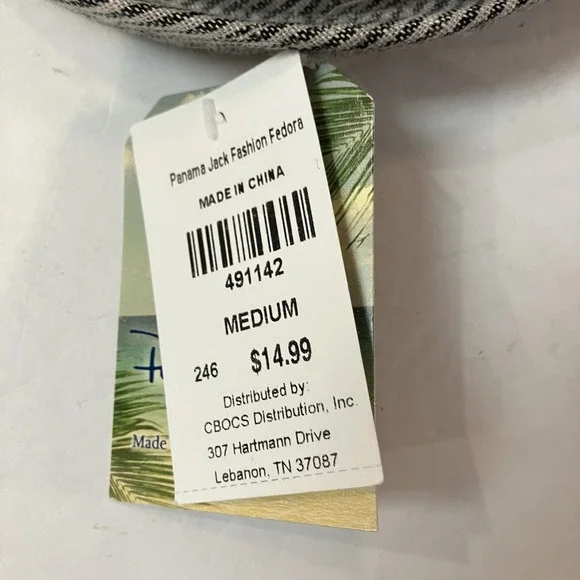 Panama Jack Fashion Fedora
MADE IN CHINA
491142
MEDIUM
246 $14.99
Distributed by:
CBOCS Distribution, Inc.
307 Hartmann Drive
Lebanon, TN 37087
Made